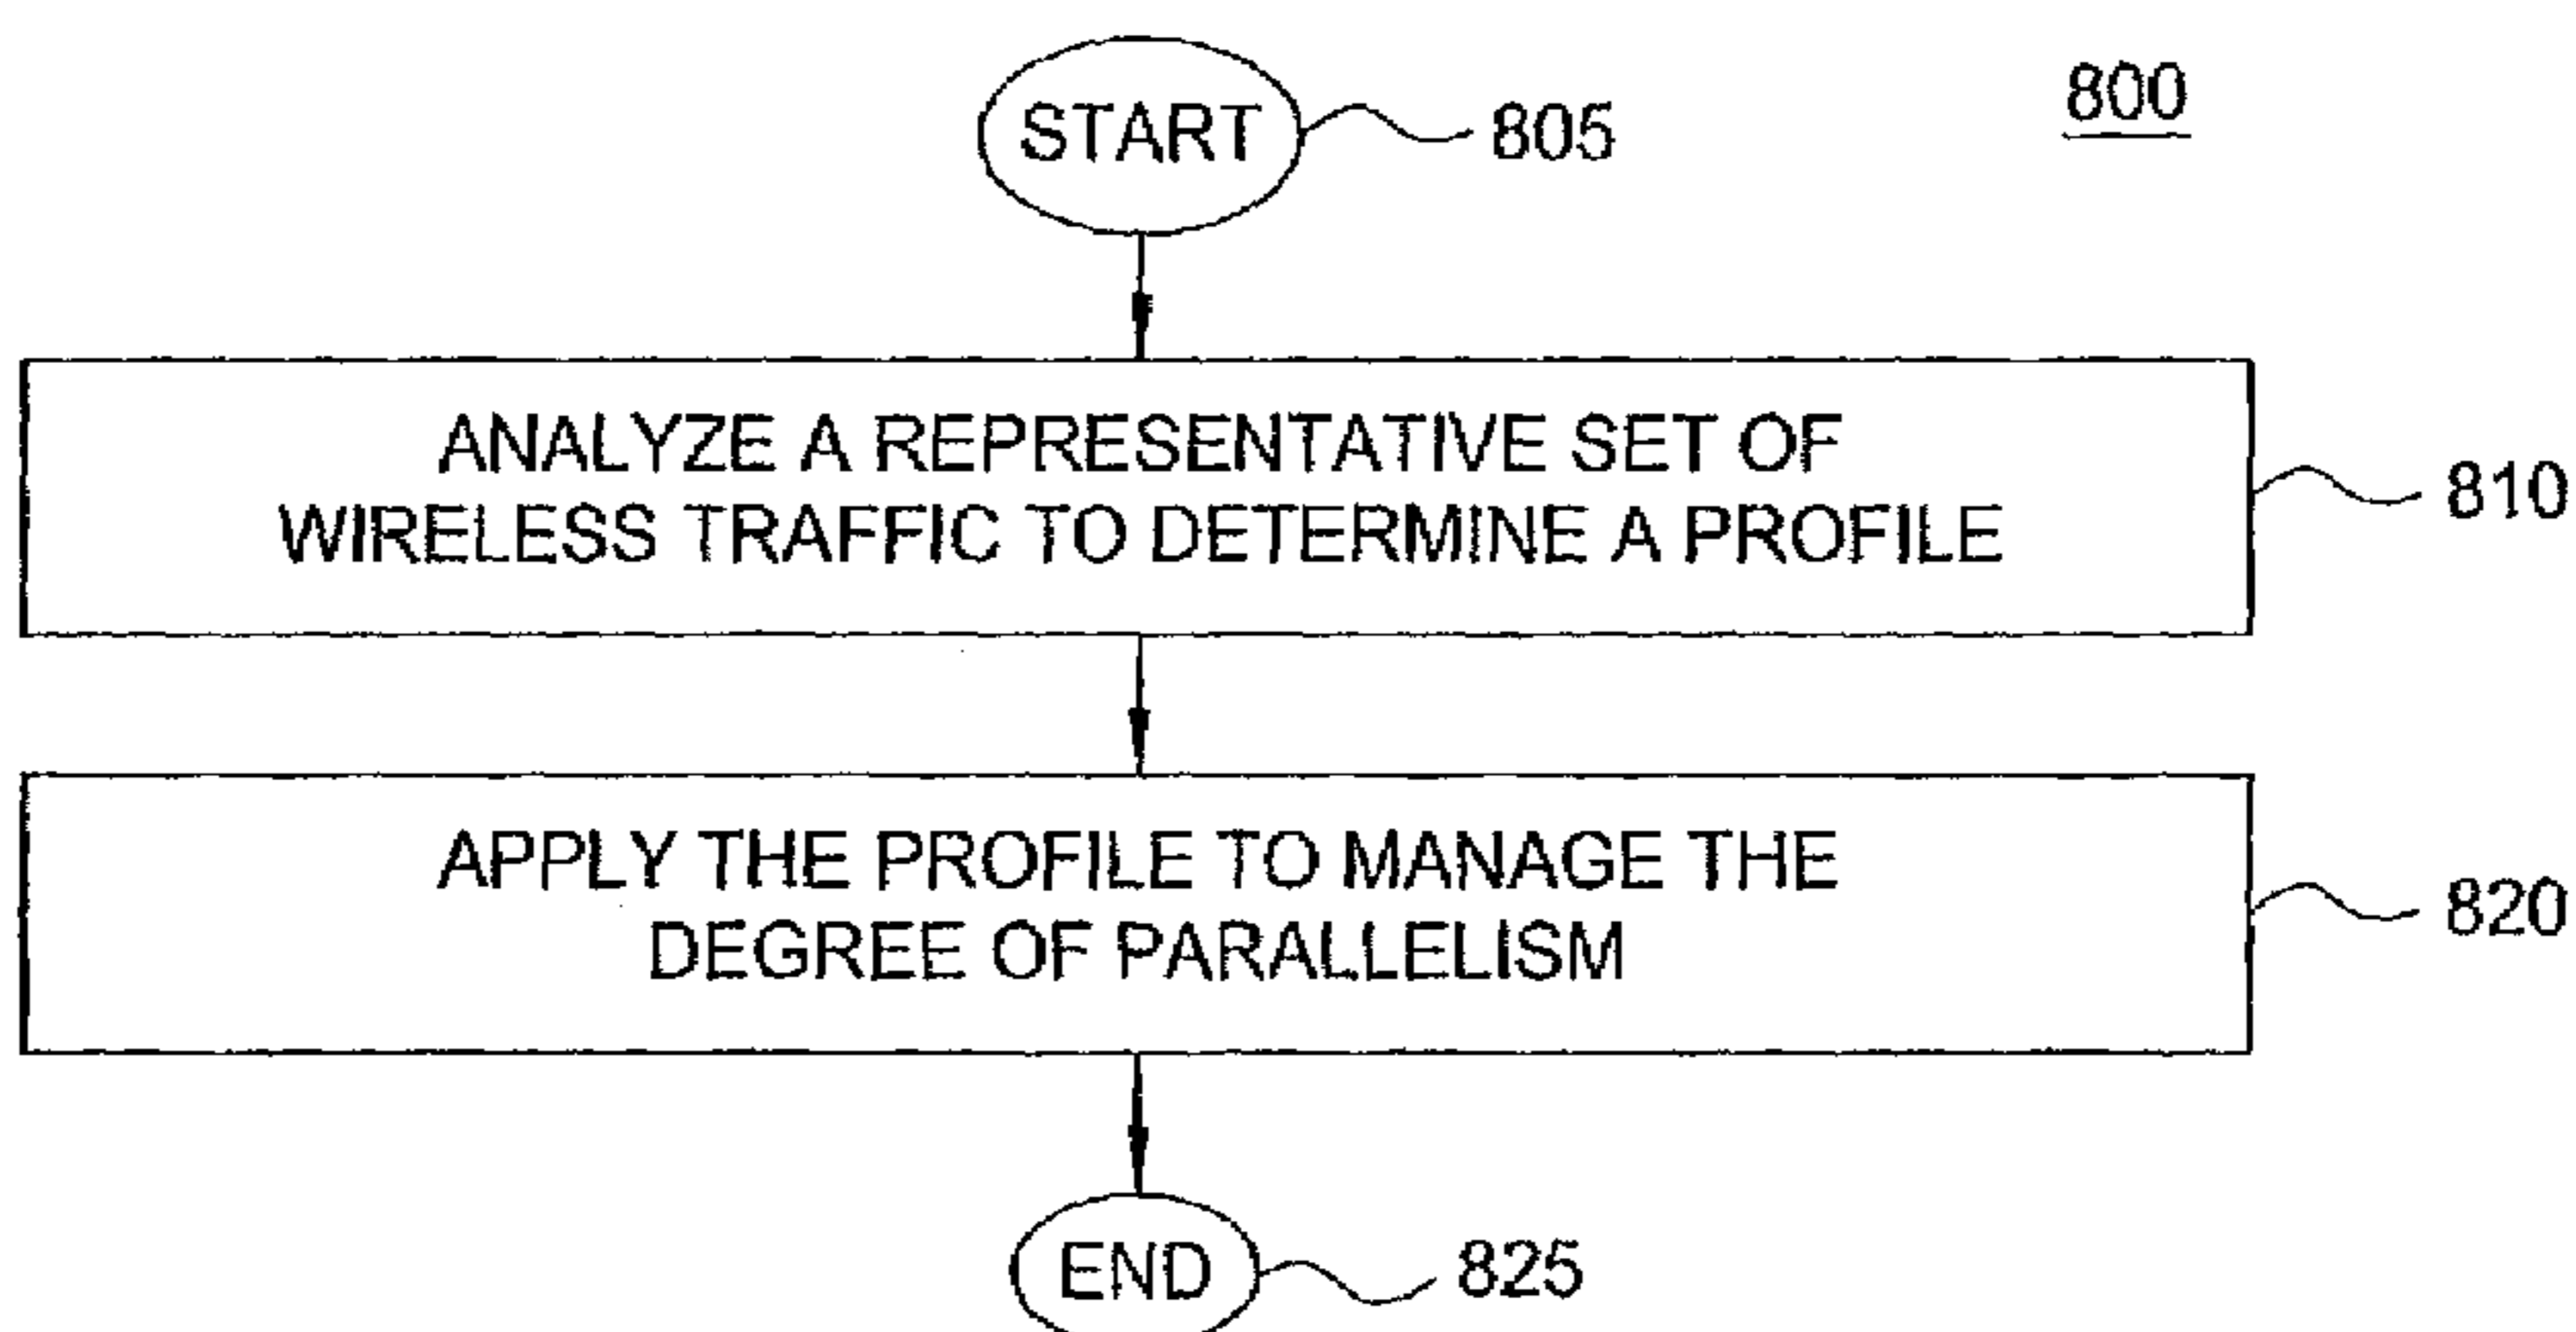 800
START
805
ANALYZE A REPRESENTATIVE SET OF
WIRELESS TRAFFIC TO DETERMINE A PROFILE
810
APPLY THE PROFILE TO MANAGE THE
DEGREE OF PARALLELISM
820
END
825